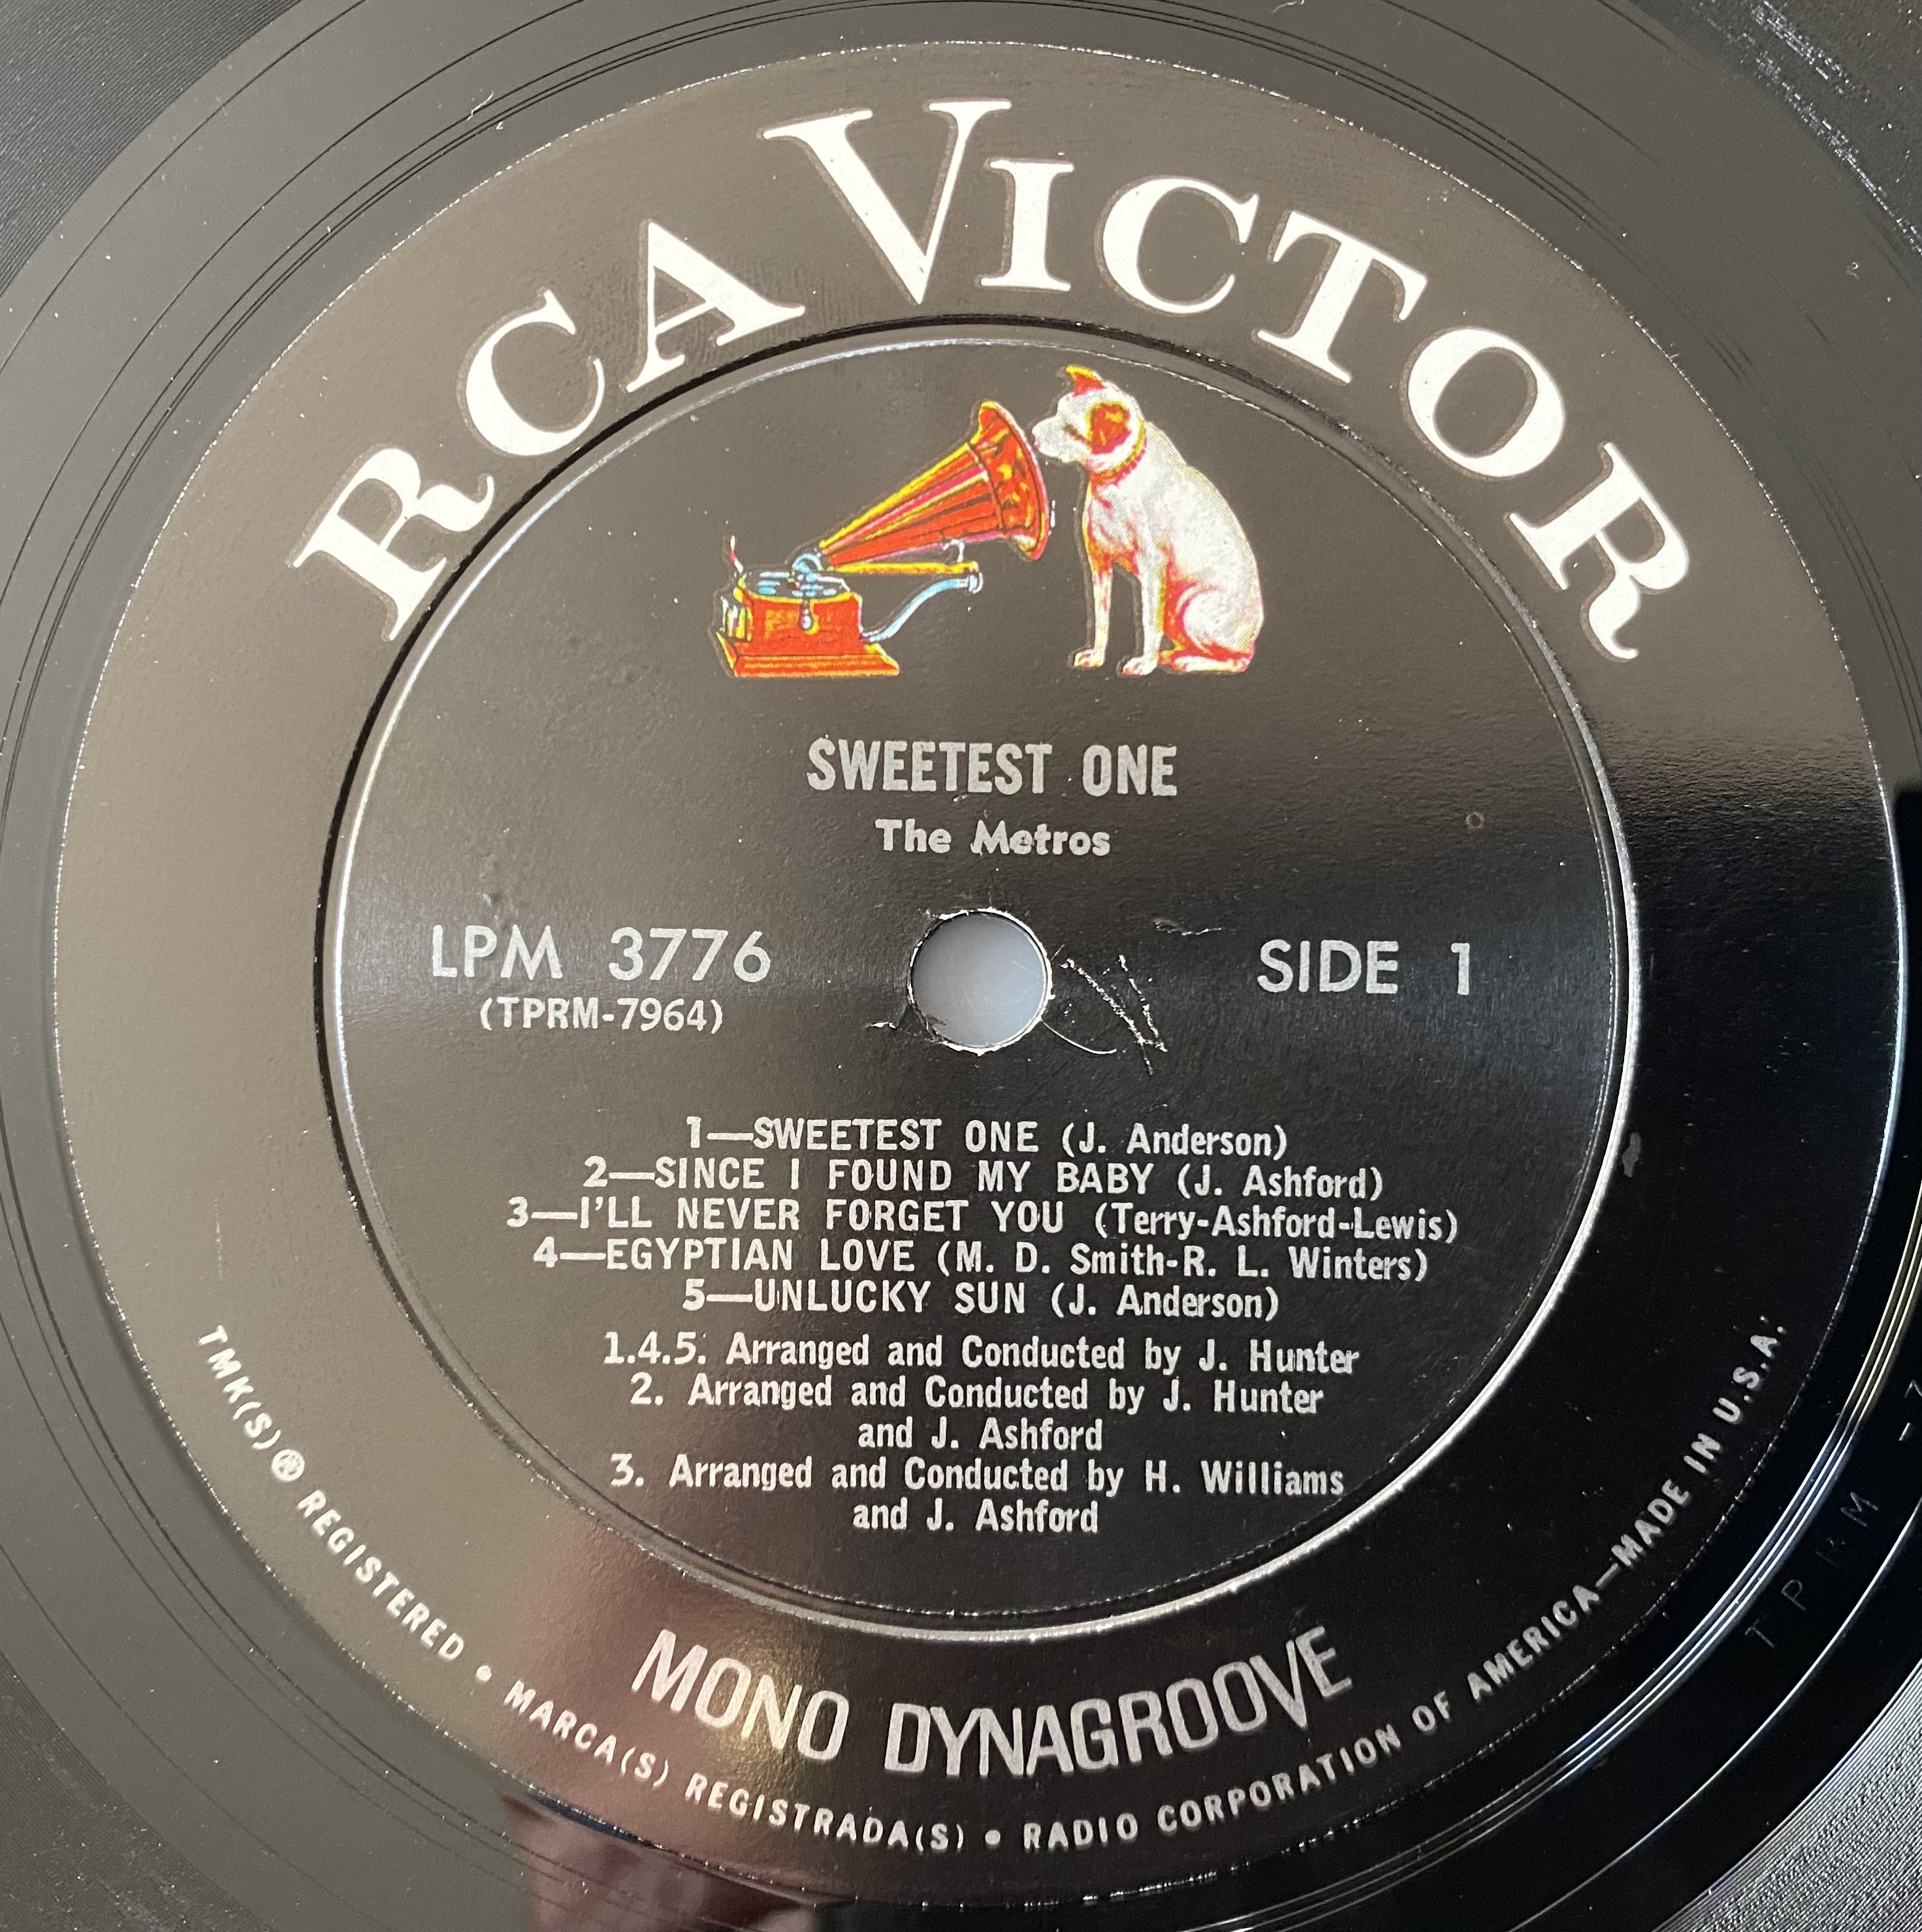 RCA VICTOR
SWEETEST ONE
The Metros
LPM 3776
(TPRM-7964)
SIDE 1
1—SWEETEST ONE (J. Anderson)
2—SINCE I FOUND MY BABY (J. Ashford)
3—I'LL NEVER FORGET YOU (Terry-Ashford-Lewis)
4—EGYPTIAN LOVE (M. D. Smith-R. L. Winters)
5—UNLUCKY SUN (J. Anderson)
1.4.5. Arranged and Conducted by J. Hunter
2. Arranged and Conducted by J. Hunter
and J. Ashford
3. Arranged and Conducted by H. Williams
and J. Ashford
MONO DYNAGROOVE
TMK(S) ® REGISTERED • MARCA(S) REGISTRADA(S) • RADIO CORPORATION OF AMERICA—MADE IN U.S.A.
TPRM - 7